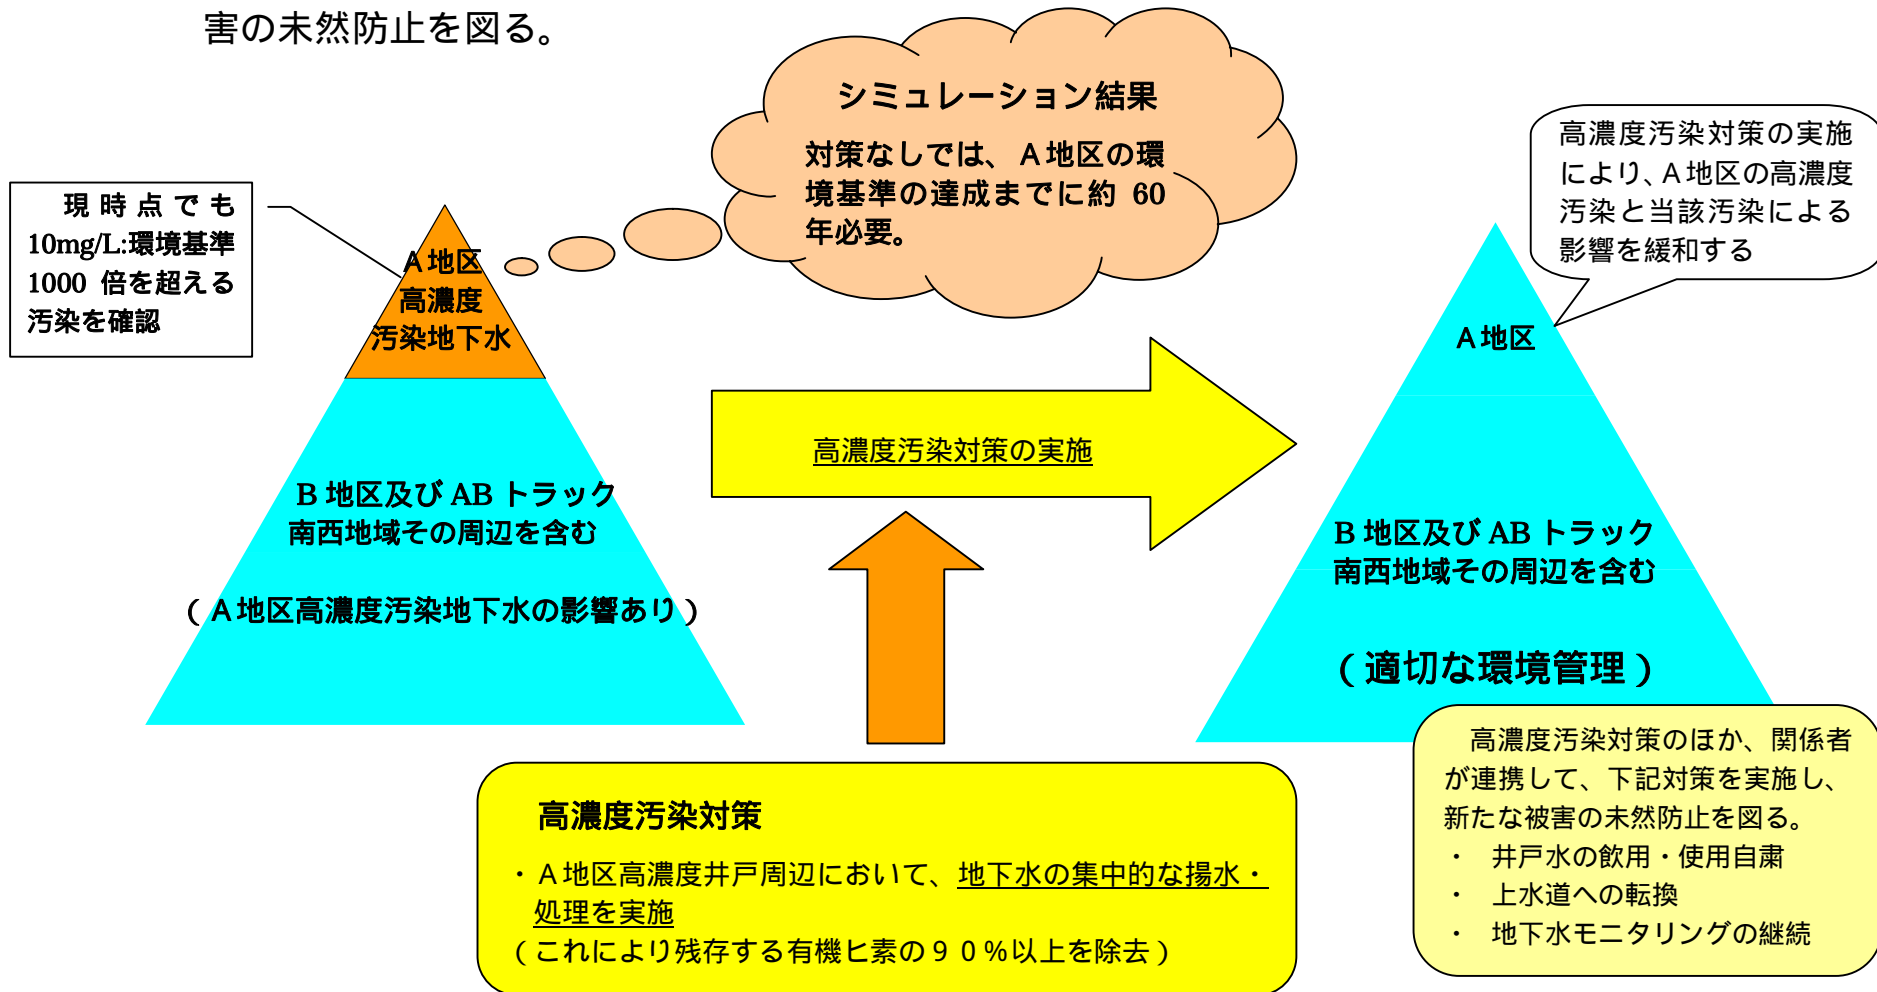 害の未然防止を図る。
シミュレーション結果
対策なしでは、A地区の環
境基準の達成までに約 60
年必要。
現時点でも
10mg/L:環境基準
1000 倍を超える
汚染を確認
A地区
高濃度
汚染地下水
B 地区及び AB トラック
南西地域その周辺を含む
(A地区高濃度汚染地下水の影響あり)
高濃度汚染対策の実施
高濃度汚染対策の実施
により、A地区の高濃度
汚染と当該汚染による
影響を緩和する
A地区
B 地区及び AB トラック
南西地域その周辺を含む
(適切な環境管理)
高濃度汚染対策
・A地区高濃度井戸周辺において、地下水の集中的な揚水・
処理を実施
(これにより残存する有機ヒ素の90%以上を除去)
高濃度汚染対策のほか、関係者
が連携して、下記対策を実施し、
新たな被害の未然防止を図る。
・ 井戸水の飲用・使用自粛
・ 上水道への転換
・ 地下水モニタリングの継続